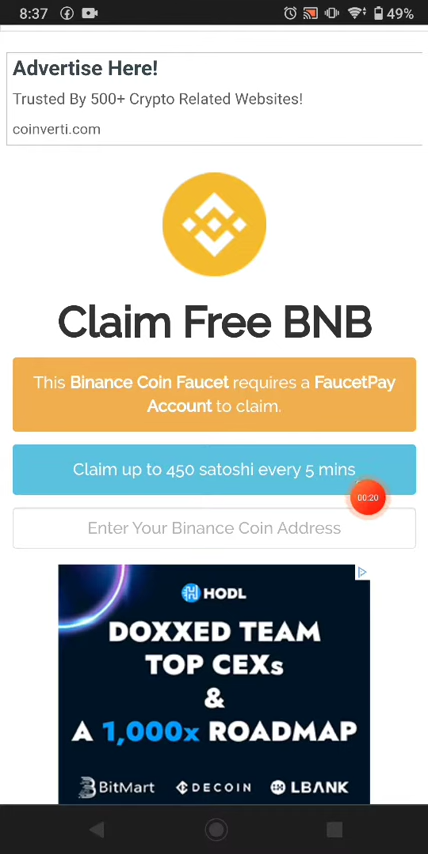 8:37
49%
Advertise Here!
Trusted By 500+ Crypto Related Websites!
coinverti.com
Claim Free BNB
This Binance Coin Faucet requires a FaucetPay
Account to claim.
Claim up to 450 satoshi every 5 mins
00:20
Enter Your Binance Coin Address
HODL
DOXXED TEAM
TOP CEXs
&
A 1,000x ROADMAP
BitMart DECOIN LBANK